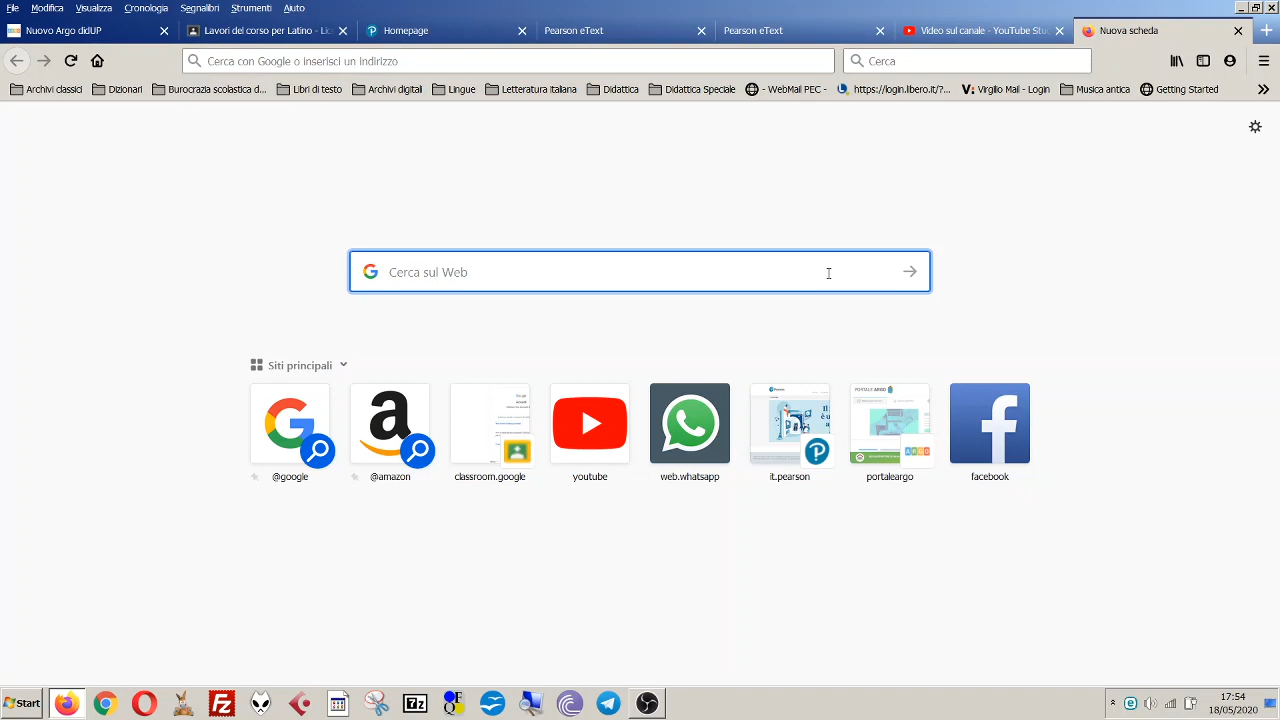 File Modifica Visualizza Cronologia Segnalibri Strumenti Aiuto
Nuovo Argo didUP
Lavori del corso per Latino - Lice
Homepage
Pearson eText
Pearson eText
Video sul canale - YouTube Stu
Nuova scheda
Cerca con Google o inserisci un indirizzo
Cerca
Archivi classici
Dizionari
Burocrazia scolastica d...
Libri di testo
Archivi digitali
Lingue
Letteratura italiana
Didattica
Didattica Speciale
- WebMail PEC -
https://login.libero.it/?...
Virgilio Mail - Login
Musica antica
Getting Started
Cerca sul Web
Siti principali
PORTALE ARGO
ARGO
@google
@amazon
classroom.google
youtube
web.whatsapp
it.pearson
portaleargo
facebook
Start
17:54
18/05/2020